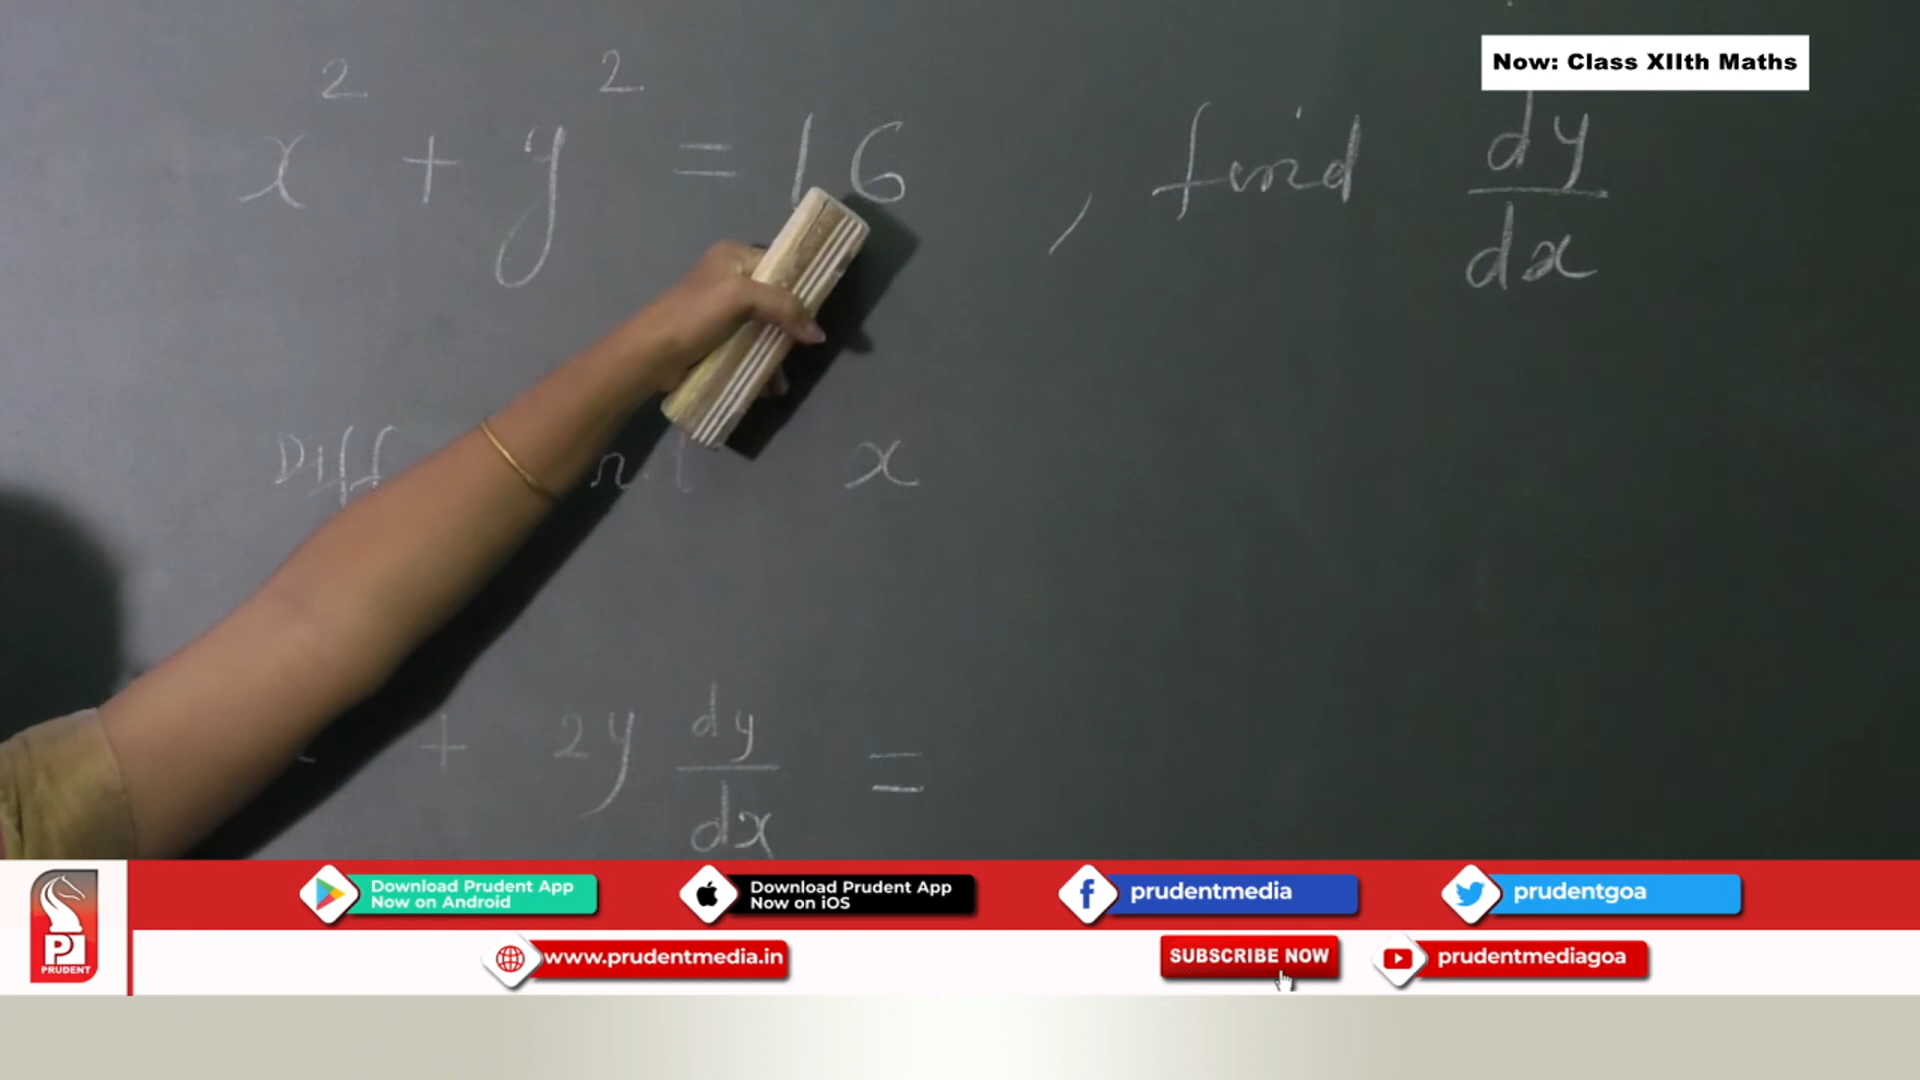 Now: Class XIIth Maths
x² + y² = 16 , find dy/dx
Diff x
+ 2y dy/dx =
Download Prudent App
Now on Android
Download Prudent App
Now on iOS
prudentmedia
prudentgoa
PRUDENT
www.prudentmedia.in
SUBSCRIBE NOW
prudentmediagoa